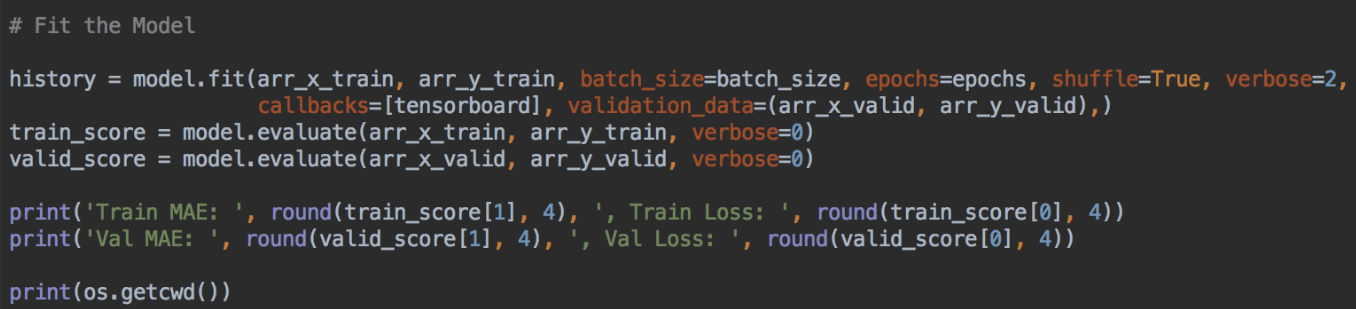 # Fit the Model
history = model.fit(arr_x_train, arr_y_train, batch_size=batch_size, epochs=epochs, shuffle=True, verbose=2,
callbacks=[tensorboard], validation_data=(arr_x_valid, arr_y_valid),)
train_score = model.evaluate(arr_x_train, arr_y_train, verbose=0)
valid_score = model.evaluate(arr_x_valid, arr_y_valid, verbose=0)
print('Train MAE: ', round(train_score[1], 4), ', Train Loss: ', round(train_score[0], 4))
print('Val MAE: ', round(valid_score[1], 4), ', Val Loss: ', round(valid_score[0], 4))
print(os.getcwd())